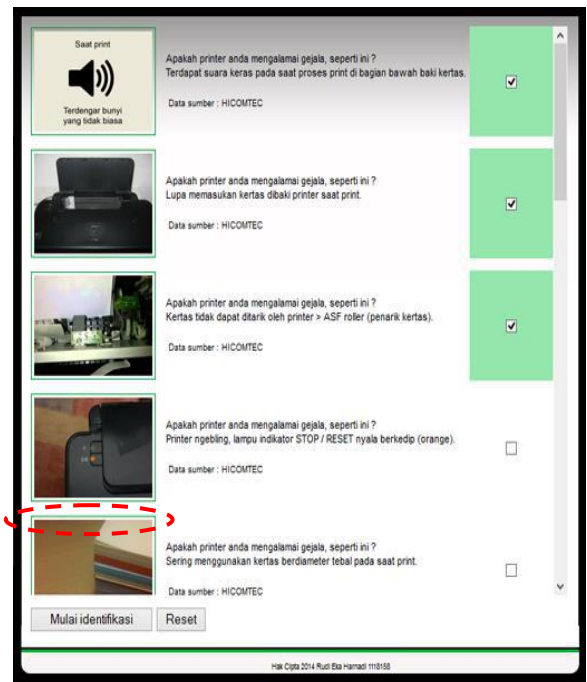 Saat print
Terdengar bunyi
yang tidak biasa
Apakah printer anda mengalamai gejala, seperti ini ?
Terdapat suara keras pada saat proses print di bagian bawah baki kertas.
Data sumber : HICOMTEC
Apakah printer anda mengalamai gejala, seperti ini ?
Lupa memasukan kertas dibaki printer saat print.
Data sumber : HICOMTEC
Apakah printer anda mengalamai gejala, seperti ini ?
Kertas tidak dapat ditarik oleh printer > ASF roller (penarik kertas).
Data sumber : HICOMTEC
Apakah printer anda mengalamai gejala, seperti ini ?
Printer ngebling, lampu indikator STOP / RESET nyala berkedip (orange).
Data sumber : HICOMTEC
Apakah printer anda mengalamai gejala, seperti ini ?
Sering menggunakan kertas berdiameter tebal pada saat print.
Data sumber : HICOMTEC
Mulai identifikasi
Reset
Hak Cipta 2014 Rudi Eka Hamadi 1118158